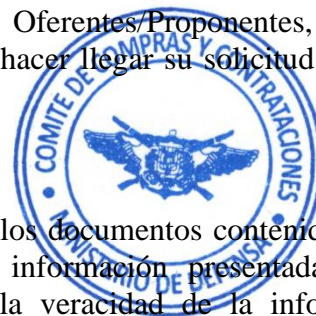 Oferentes/Proponentes,
hacer llegar su solicitud
COMITE DE COMPRAS Y CONTRATACIONES
MINISTERIO DE DEFENSA
los documentos contenid
información presentada
la veracidad de la info